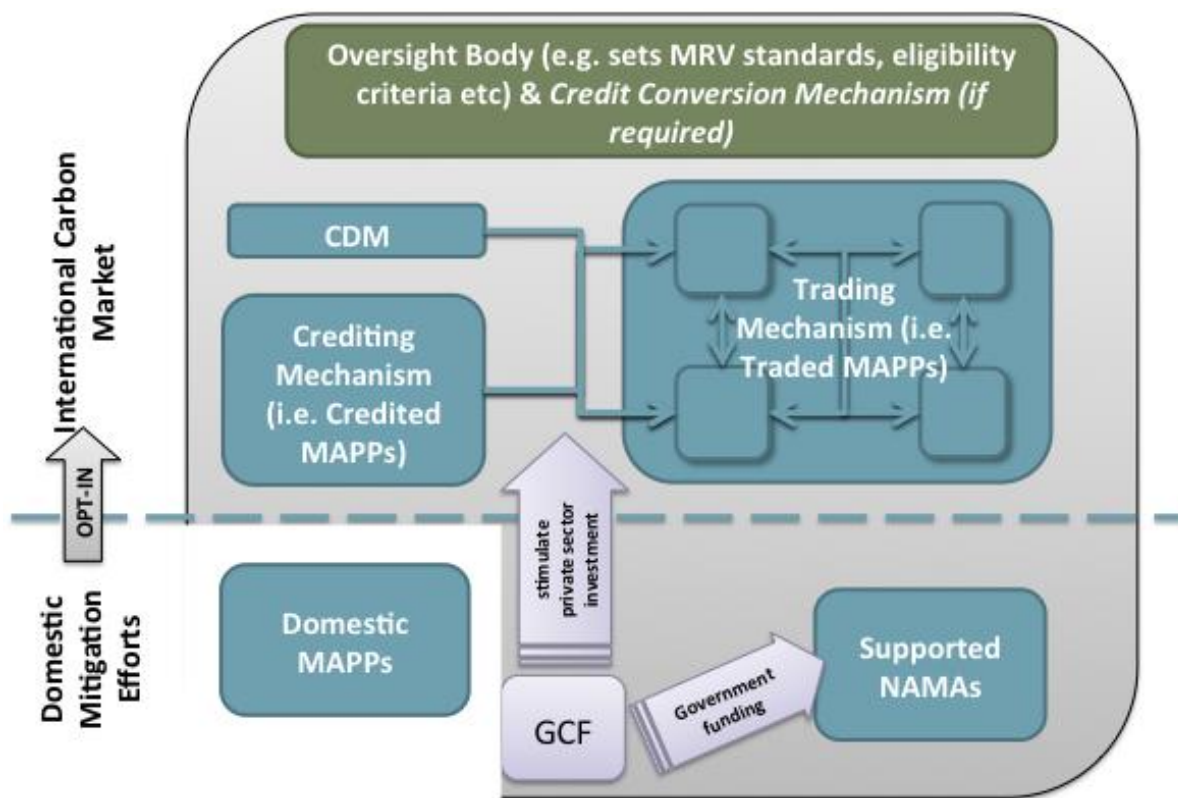 Oversight Body (e.g. sets MRV standards, eligibility
criteria etc) & Credit Conversion Mechanism (if
required)
International Carbon
Market
CDM
Crediting
Mechanism
(i.e. Credited
MAPPs)
Trading
Mechanism (i.e.
Traded MAPPs)
OPT-IN
stimulate
private sector
investment
Domestic
Mitigation
Efforts
Domestic
MAPPs
GCF
Government
funding
Supported
NAMAs